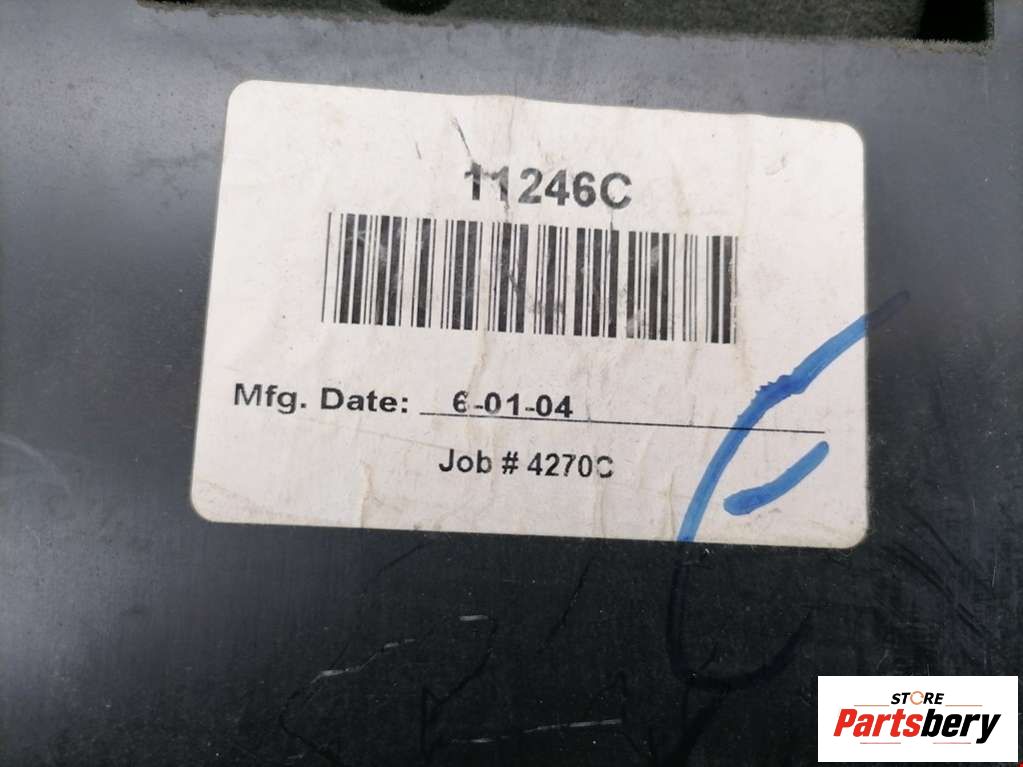 11246C
Mfg. Date: 6-01-04
Job # 4270C
STORE
Partsbery